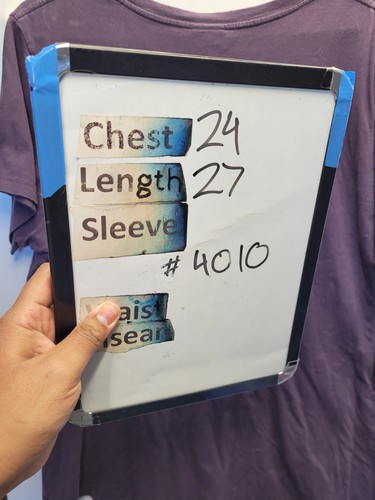 Chest 24
Length 27
Sleeve
# 4010